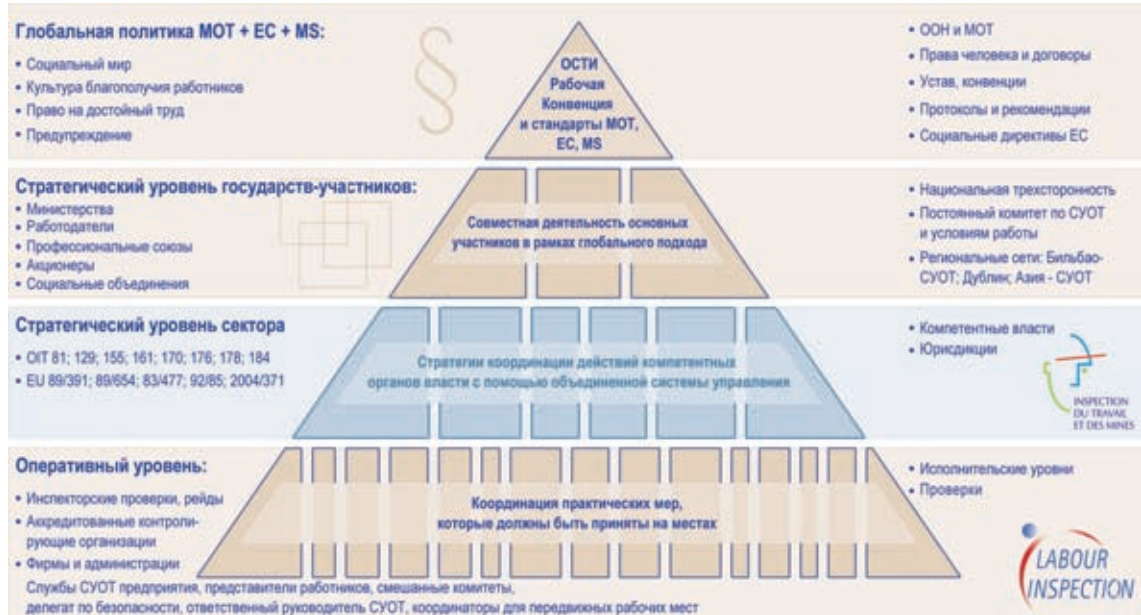 Глобальная политика МОТ + ЕС + MS:
• Социальный мир
• Культура благополучия работников
• Право на достойный труд
• Предупреждение
§
ОСТИ
Рабочая
Конвенция
и стандарты МОТ,
ЕС, MS
• ООН и МОТ
• Права человека и договоры
• Устав, конвенции
• Протоколы и рекомендации
• Социальные директивы ЕС
Стратегический уровень государств-участников:
• Министерства
• Работодатели
• Профессиональные союзы
• Акционеры
• Социальные объединения
Совместная деятельность основных
участников в рамках глобального подхода
• Национальная трехсторонность
• Постоянный комитет по СУОТ
и условиям работы
• Региональные сети: Бильбао-
СУОТ; Дублин; Азия - СУОТ
Стратегический уровень сектора
• OIT 81; 129; 155; 161; 170; 176; 178; 184
• EU 89/391; 89/654; 83/477; 92/85; 2004/371
Стратегии координации действий компетентных
органов власти с помощью объединенной системы управления
• Компетентные власти
• Юрисдикции
INSPECTION
DU TRAVAIL
ET DES MINES
Оперативный уровень:
• Инспекторские проверки, рейды
• Аккредитованные контроли-
рующие организации
• Фирмы и администрации
Службы СУОТ предприятия, представители работников, смешанные комитеты,
делегат по безопасности, ответственный руководитель СУОТ, координаторы для передвижных рабочих мест
Координация практических мер,
которые должны быть приняты на местах
• Исполнительские уровни
• Проверки
LABOUR
INSPECTION